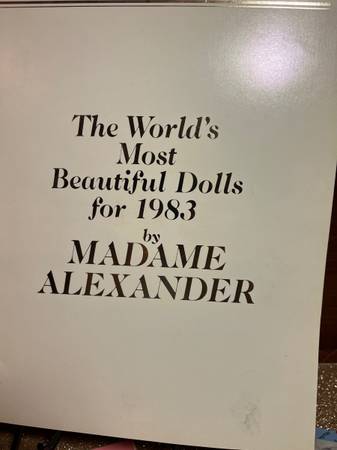 The World's
Most
Beautiful Dolls
for 1983
by
MADAME
ALEXANDER